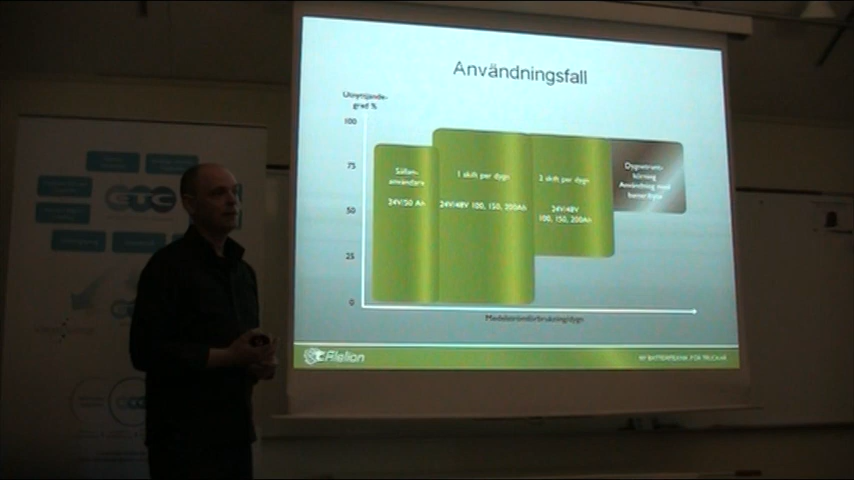 Användningsfall
Utnyttjande-
grad %
100
75
50
25
0
Sällan-
användare
24V/50 Ah
1 skift per dygn
24V/48V 100, 150, 200Ah
2 skift per dygn
24V/48V
100, 150, 200Ah
Dygnetrunt-
körning
Användning med
Medelströmförbrukning/dygn
Alelion
NY BATTERITEKNIK FÖR TRUCKAR
GTC